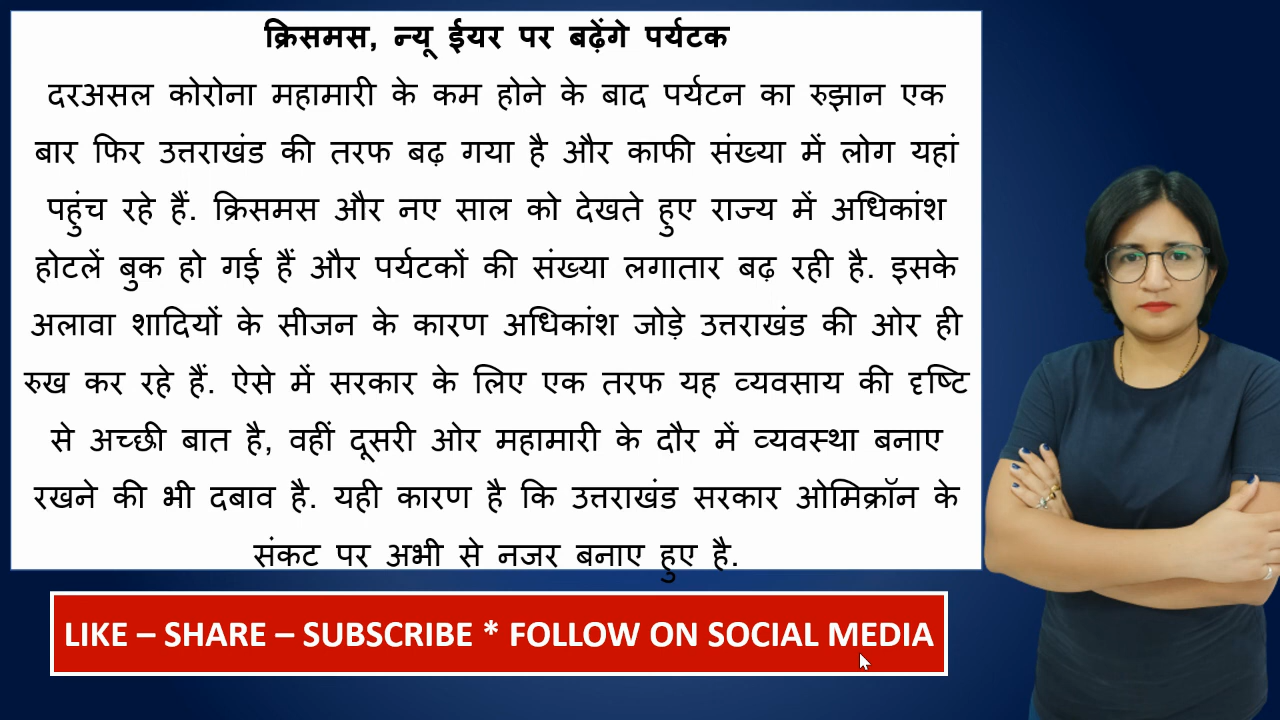 क्रिसमस, न्यू ईयर पर बढ़ेंगे पर्यटक
दरअसल कोरोना महामारी के कम होने के बाद पर्यटन का रुझान एक
बार फिर उत्तराखंड की तरफ बढ़ गया है और काफी संख्या में लोग यहां
पहुंच रहे हैं. क्रिसमस और नए साल को देखते हुए राज्य में अधिकांश
होटलें बुक हो गई हैं और पर्यटकों की संख्या लगातार बढ़ रही है. इसके
अलावा शादियों के सीजन के कारण अधिकांश जोड़े उत्तराखंड की ओर ही
रुख कर रहे हैं. ऐसे में सरकार के लिए एक तरफ यह व्यवसाय की दृष्टि
से अच्छी बात है, वहीं दूसरी ओर महामारी के दौर में व्यवस्था बनाए
रखने की भी दबाव है. यही कारण है कि उत्तराखंड सरकार ओमिक्रॉन के
संकट पर अभी से नजर बनाए हुए है.
LIKE – SHARE – SUBSCRIBE * FOLLOW ON SOCIAL MEDIA